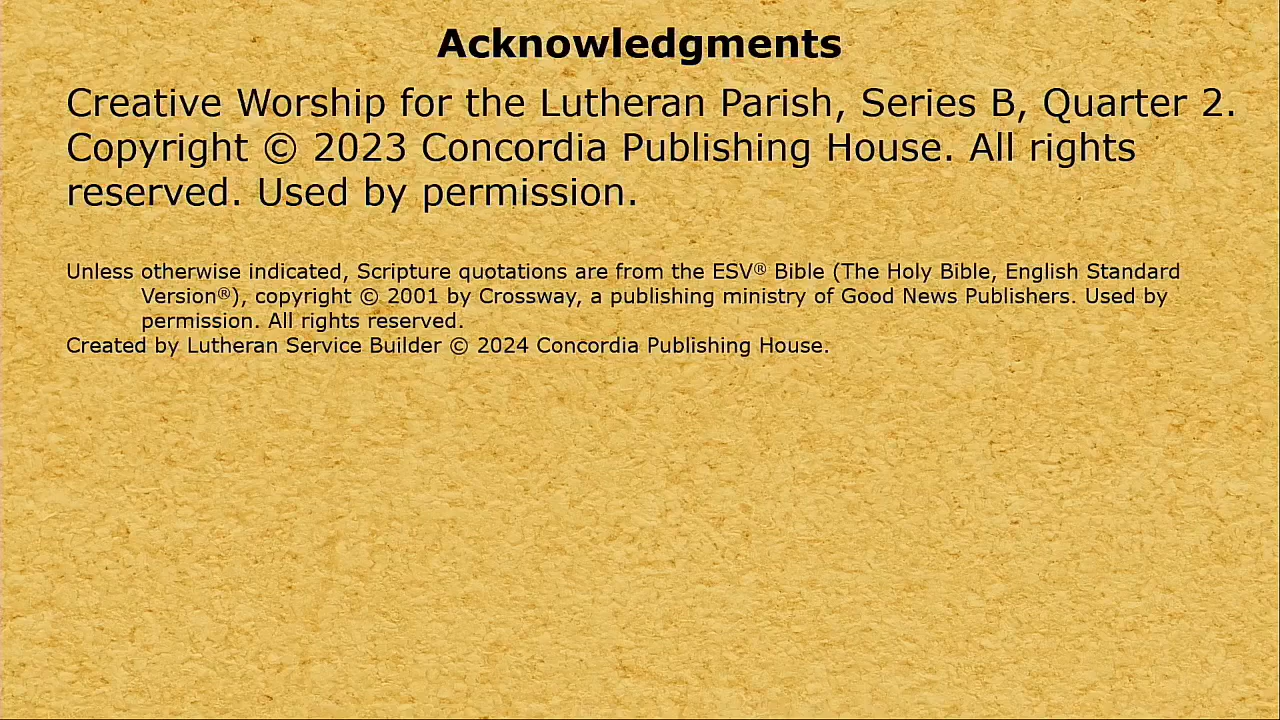 Acknowledgments
Creative Worship for the Lutheran Parish, Series B, Quarter 2.
Copyright © 2023 Concordia Publishing House. All rights
reserved. Used by permission.
Unless otherwise indicated, Scripture quotations are from the ESV® Bible (The Holy Bible, English Standard
Version®), copyright © 2001 by Crossway, a publishing ministry of Good News Publishers. Used by
permission. All rights reserved.
Created by Lutheran Service Builder © 2024 Concordia Publishing House.